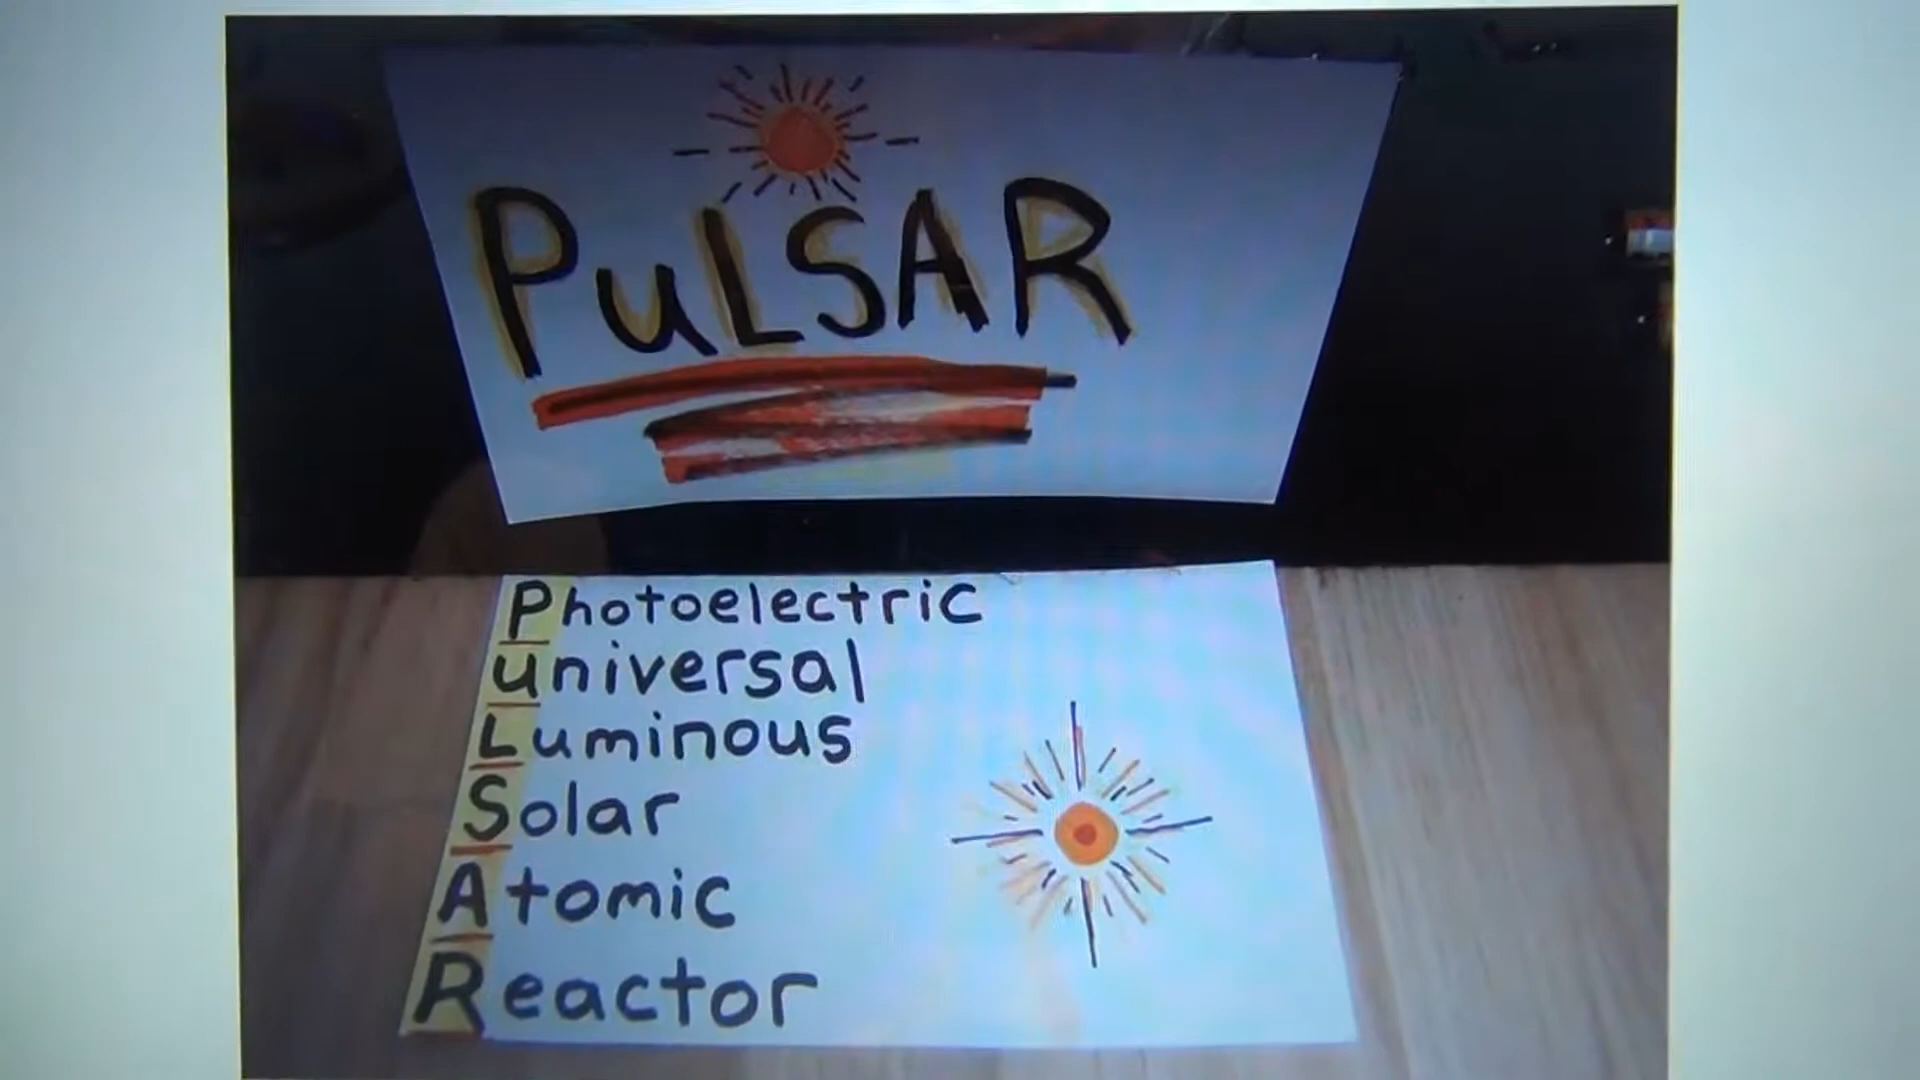 PuLSAR
Photoelectric
universal
Luminous
Solar
Atomic
Reactor